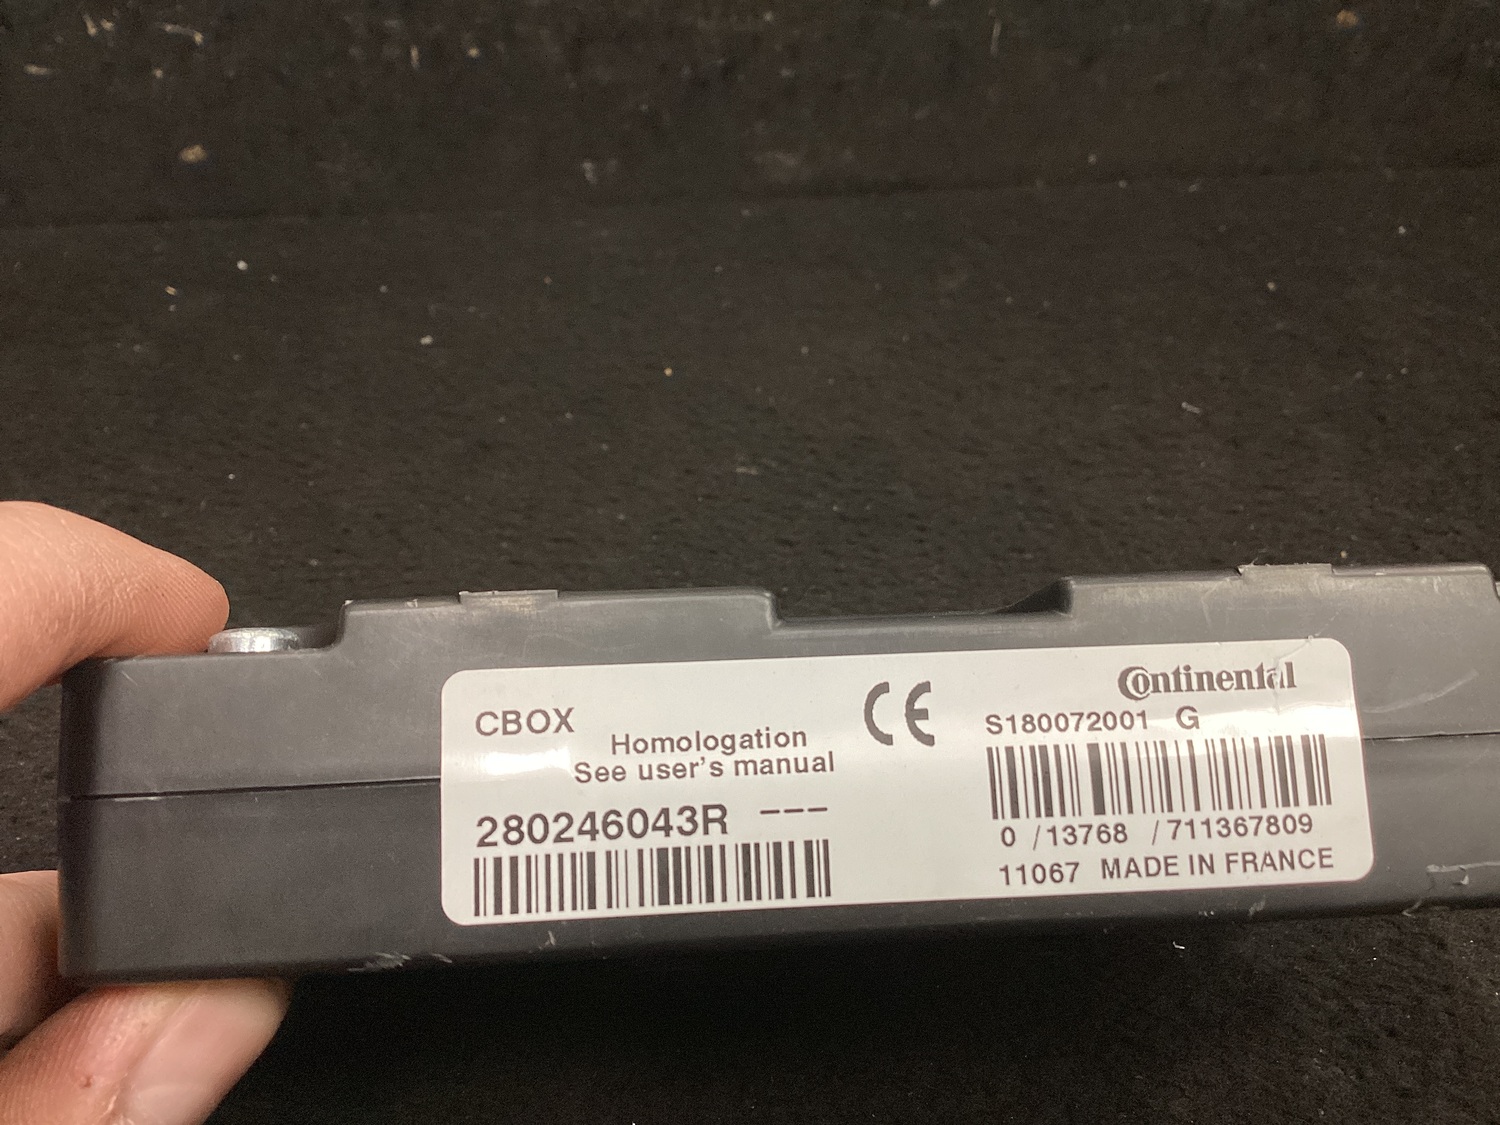 CBOX
Homologation
See user's manual
280246043R ---
CE
Continental
S180072001 G
0 /13768 /711367809
11067 MADE IN FRANCE